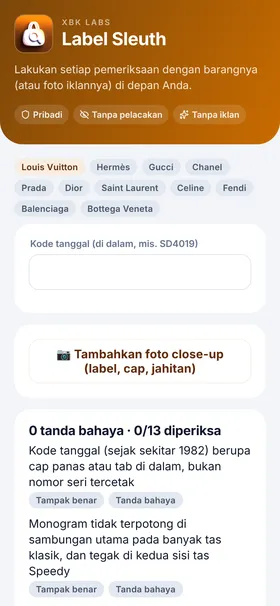 XBK LABS
Label Sleuth
Lakukan setiap pemeriksaan dengan barangnya
(atau foto iklannya) di depan Anda.
Pribadi
Tanpa pelacakan
Tanpa iklan
Louis Vuitton
Hermès
Gucci
Chanel
Prada
Dior
Saint Laurent
Celine
Fendi
Balenciaga
Bottega Veneta
Kode tanggal (di dalam, mis. SD4019)
📷 Tambahkan foto close-up
(label, cap, jahitan)
0 tanda bahaya · 0/13 diperiksa
Kode tanggal (sejak sekitar 1982) berupa
cap panas atau tab di dalam, bukan
nomor seri tercetak
Tampak benar
Tanda bahaya
Monogram tidak terpotong di
sambungan utama pada banyak tas
klasik, dan tegak di kedua sisi tas
Speedy
Tampak benar
Tanda bahaya